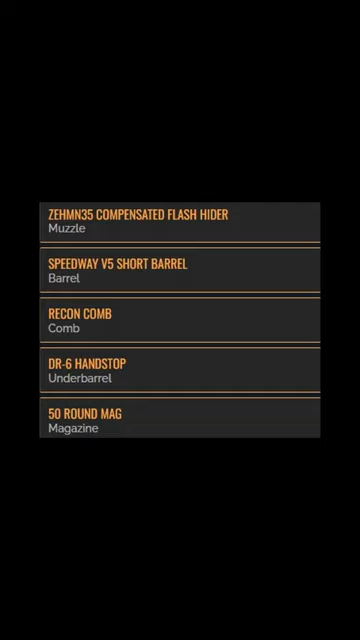 ZEHMN35 COMPENSATED FLASH HIDER
Muzzle
SPEEDWAY V5 SHORT BARREL
Barrel
RECON COMB
Comb
DR-6 HANDSTOP
Underbarrel
50 ROUND MAG
Magazine